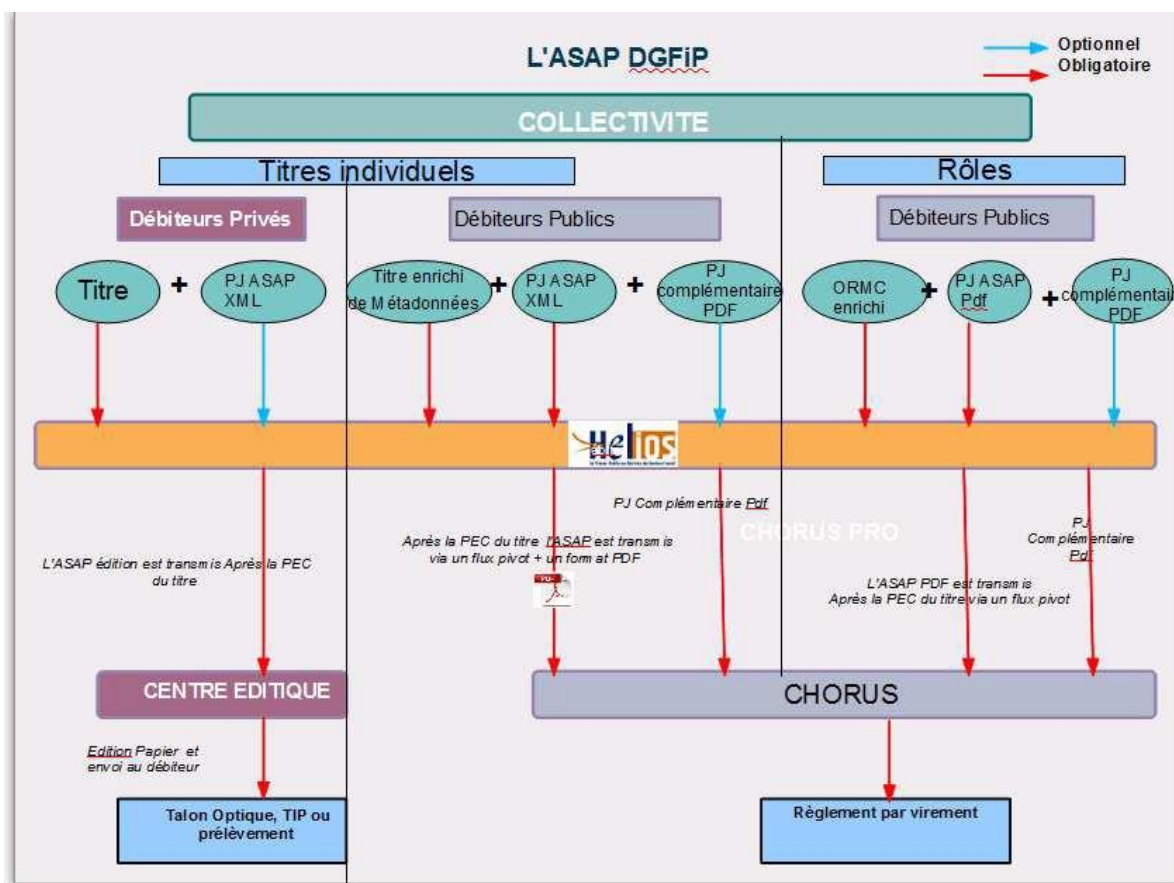 L'ASAP DGFiP
Optionnel
Obligatoire
COLLECTIVITE
Titres individuels
Rôles
Débiteurs Privés
Débiteurs Publics
Débiteurs Publics
Titre
+
PJ ASAP
XML
Titre enrichi
de Métadonnées
+
PJ ASAP
XML
+
PJ
complémentaire
PDF
ORMC
enrichi
+
PJ ASAP
Pdf
+
PJ
complémentaire
PDF
Helios
PJ Complémentaire Pdf
CHORUS PRO
PJ
Complémentaire
Pdf
L'ASAP édition est transmis Après la PEC
du titre
Après la PEC du titre l'ASAP est transmis
via un flux pivot + un format PDF
L'ASAP PDF est transmis
Après la PEC du titre via un flux pivot
CENTRE EDITIQUE
CHORUS
Edition Papier et
envoi au débiteur
Talon Optique, TIP ou
prélèvement
Règlement par virement